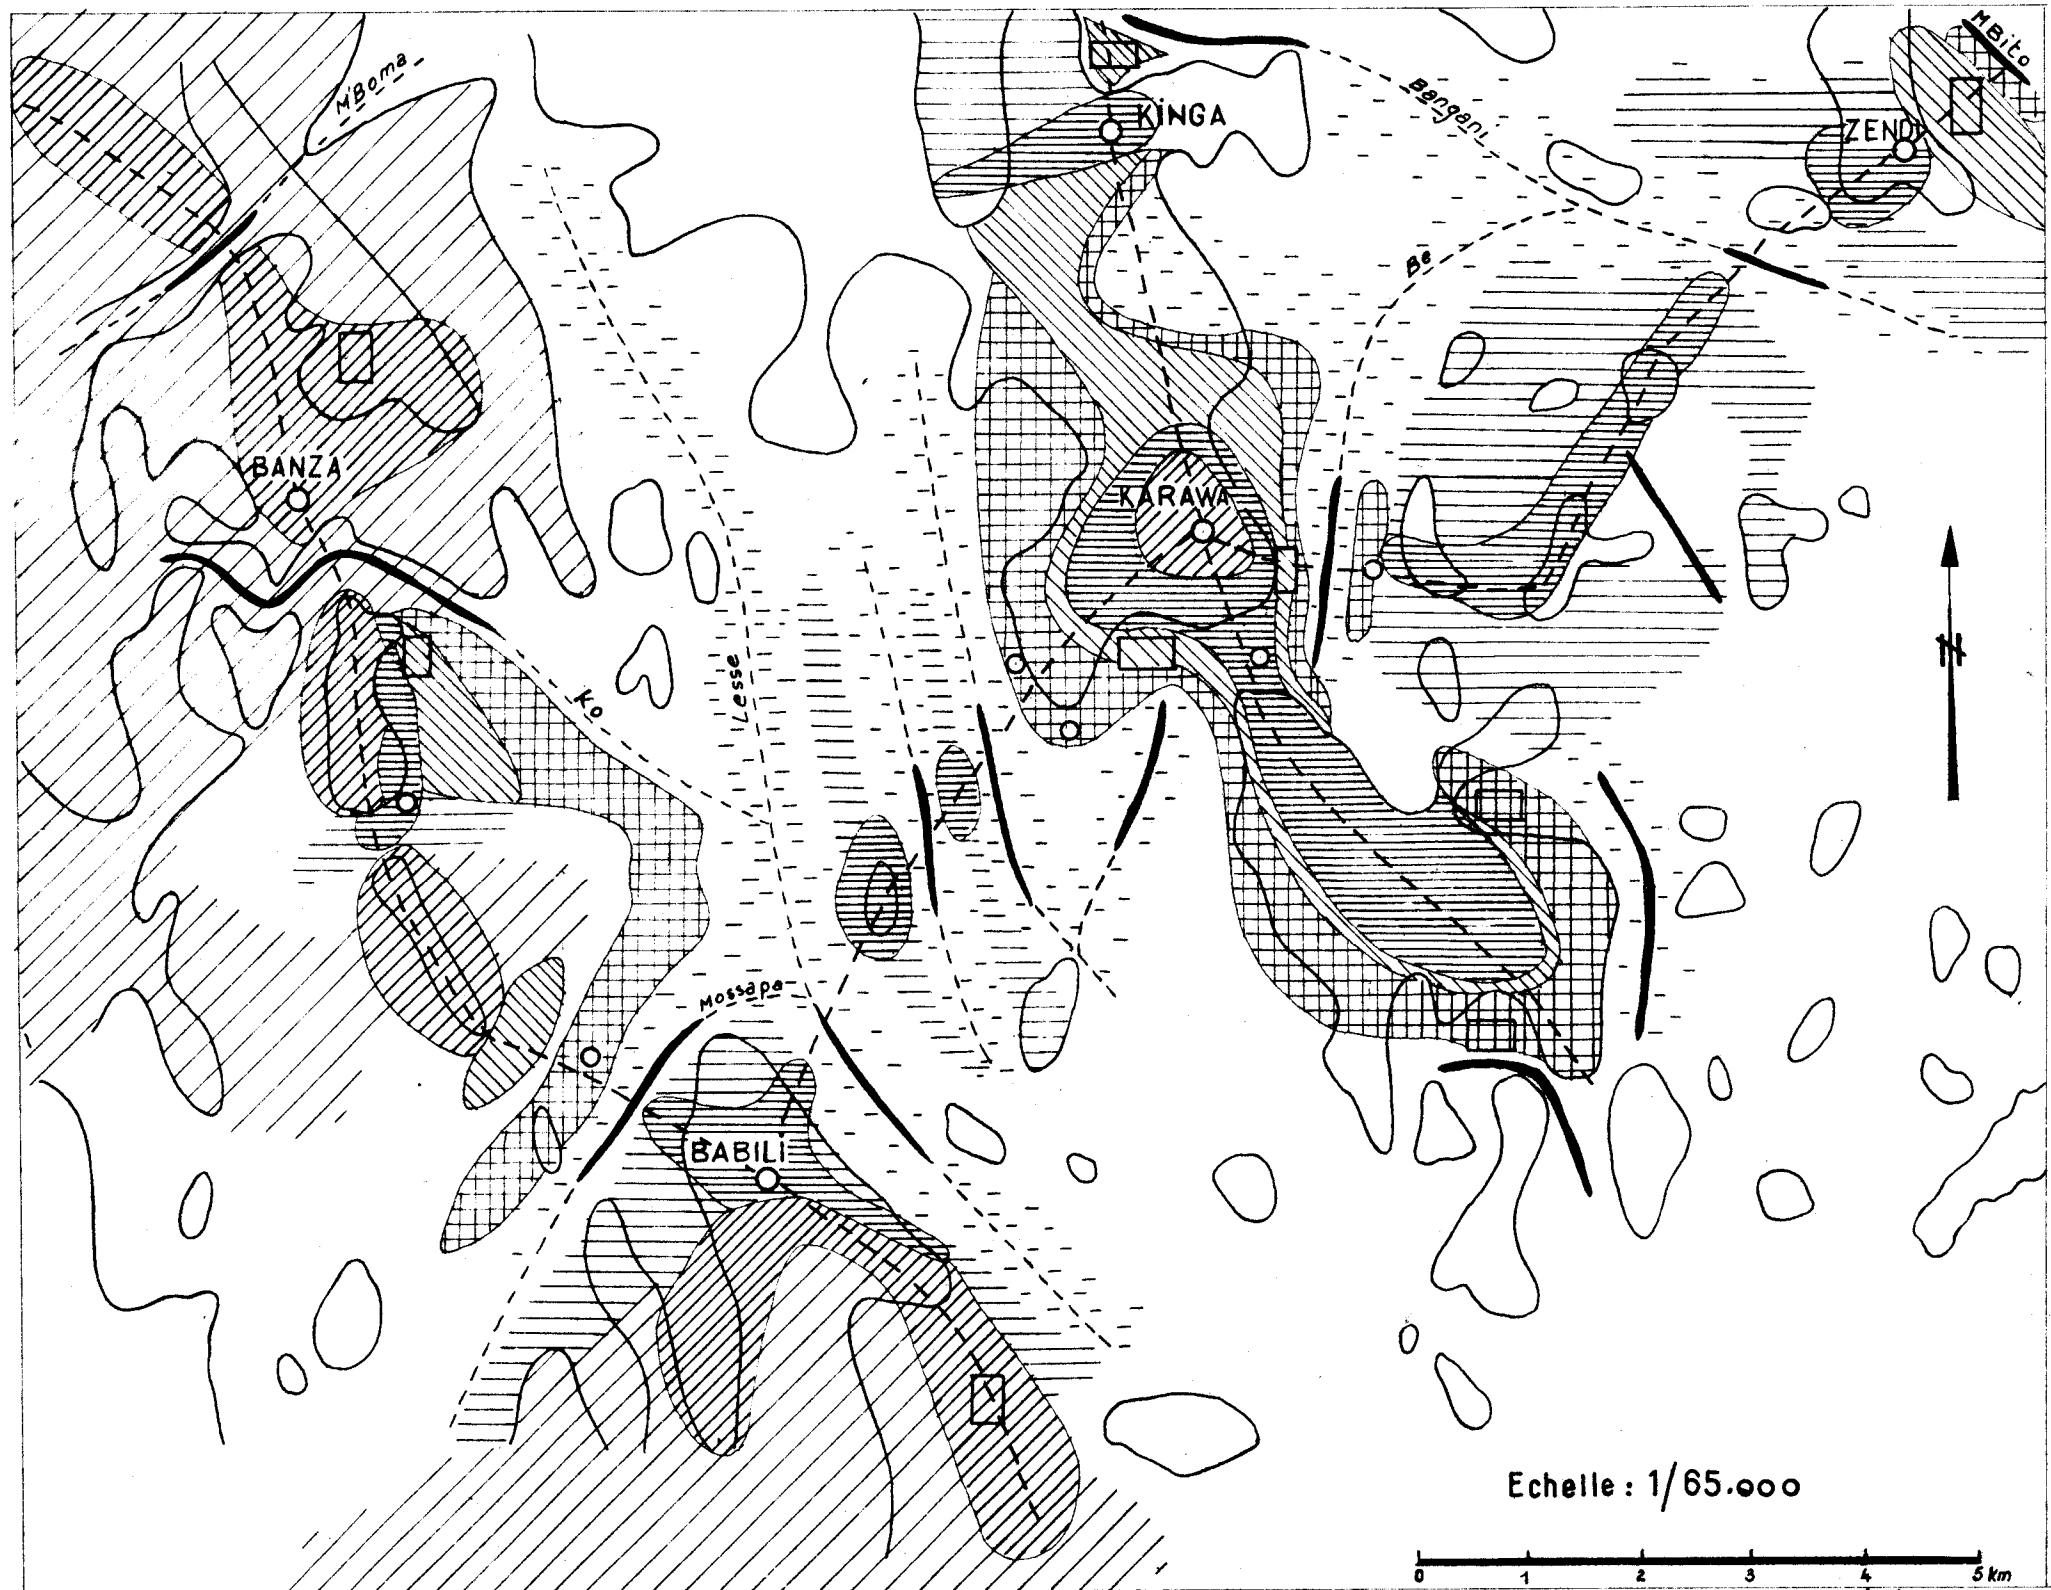 M'Boma
MBito
KINGA
Bangani
ZENDI
Be
BANZA
KARAWA
N
Lesse
Ko
Mossapa
BABILI
Echelle : 1/65.000
0 1 2 3 4 5 km